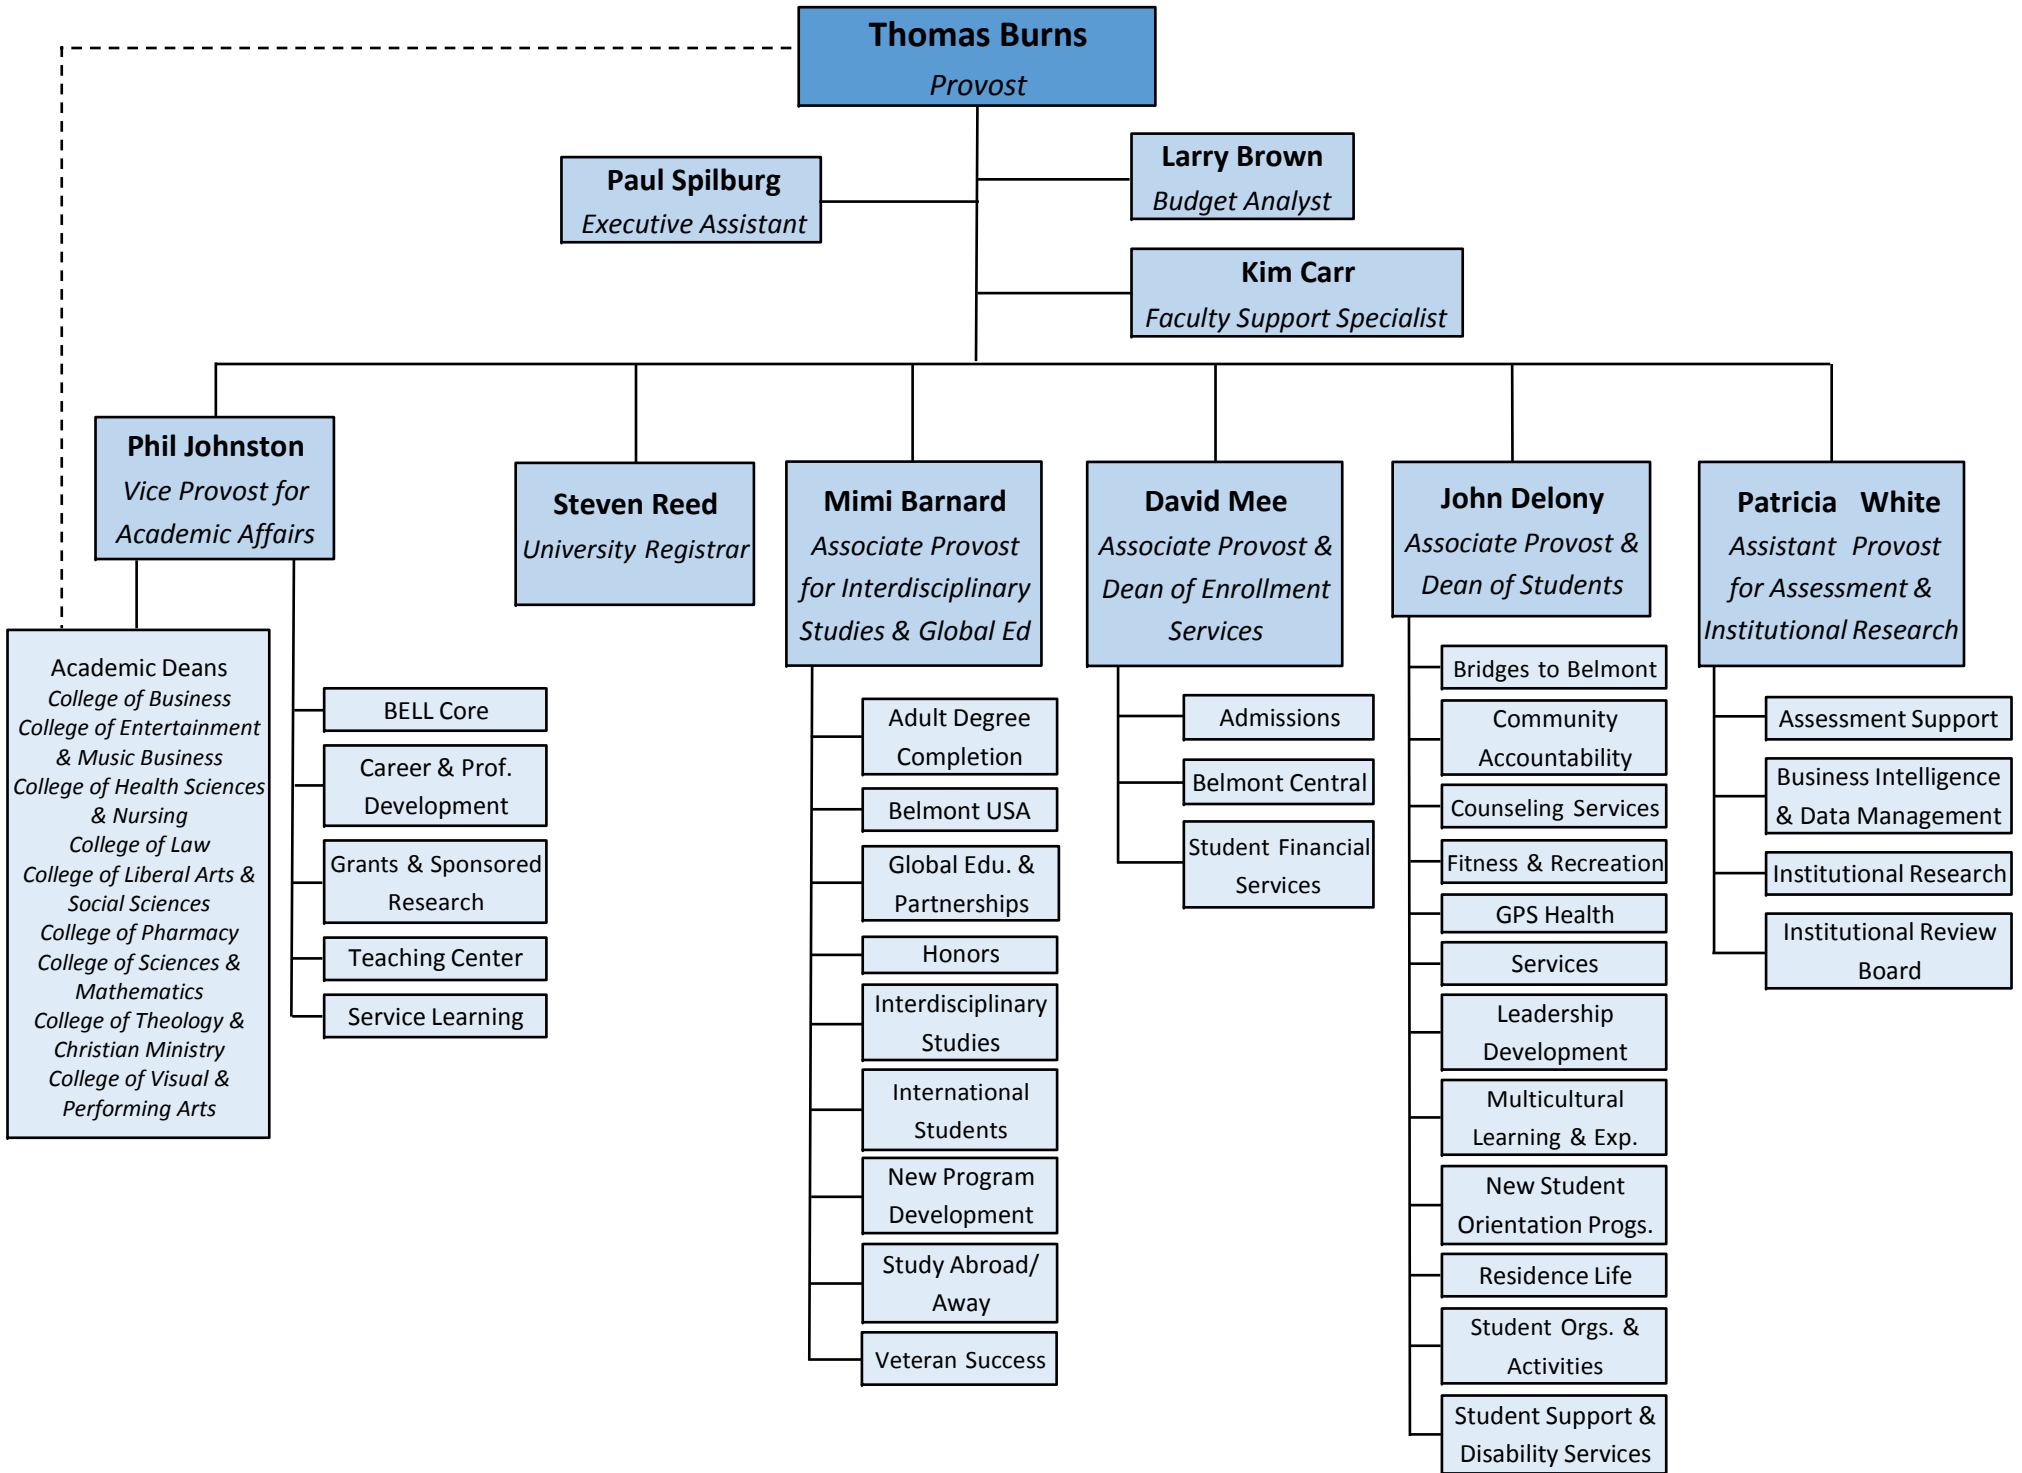 Thomas Burns
Provost
Paul Spilburg
Executive Assistant
Larry Brown
Budget Analyst
Kim Carr
Faculty Support Specialist
Phil Johnston
Vice Provost for
Academic Affairs
Steven Reed
University Registrar
Mimi Barnard
Associate Provost
for Interdisciplinary
Studies & Global Ed
David Mee
Associate Provost &
Dean of Enrollment
Services
John Delony
Associate Provost &
Dean of Students
Patricia White
Assistant Provost
for Assessment &
Institutional Research
Academic Deans
College of Business
College of Entertainment
& Music Business
College of Health Sciences
& Nursing
College of Law
College of Liberal Arts &
Social Sciences
College of Pharmacy
College of Sciences &
Mathematics
College of Theology &
Christian Ministry
College of Visual &
Performing Arts
BELL Core
Career & Prof.
Development
Grants & Sponsored
Research
Teaching Center
Service Learning
Adult Degree
Completion
Belmont USA
Global Edu. &
Partnerships
Honors
Interdisciplinary
Studies
International
Students
New Program
Development
Study Abroad/
Away
Veteran Success
Admissions
Belmont Central
Student Financial
Services
Bridges to Belmont
Community
Accountability
Counseling Services
Fitness & Recreation
GPS Health
Services
Leadership
Development
Multicultural
Learning & Exp.
New Student
Orientation Progs.
Residence Life
Student Orgs. &
Activities
Student Support &
Disability Services
Assessment Support
Business Intelligence
& Data Management
Institutional Research
Institutional Review
Board